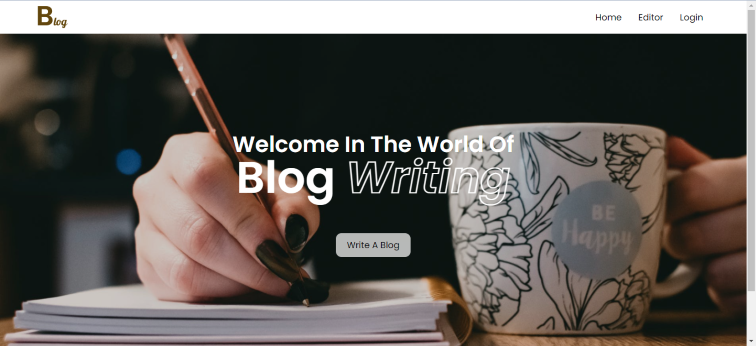 Blog
Home Editor Login
Welcome In The World Of
Blog Writing
BE
Happy
Write A Blog